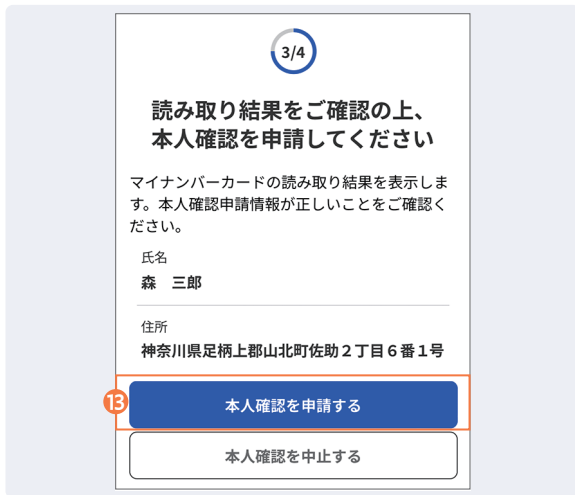 3/4
読み取り結果をご確認の上、
本人確認を申請してください
マイナンバーカードの読み取り結果を表示しま
す。本人確認申請情報が正しいことをご確認く
ださい。
氏名
森　三郎
住所
神奈川県足柄上郡山北町佐助２丁目６番１号
13
本人確認を申請する
本人確認を中止する